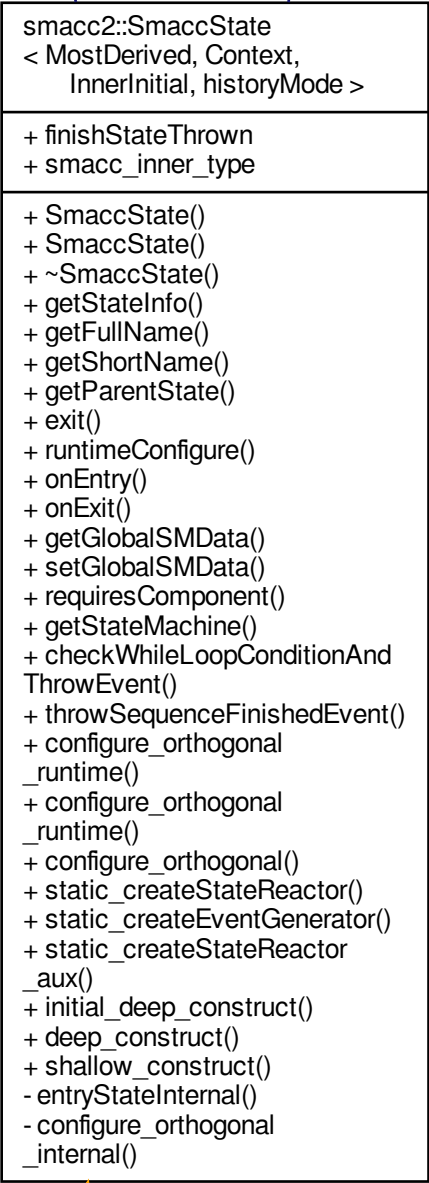 smacc2::SmaccState
< MostDerived, Context,
InnerInitial, historyMode >
+ finishStateThrown
+ smacc_inner_type
+ SmaccState()
+ SmaccState()
+ ~SmaccState()
+ getStateInfo()
+ getFullName()
+ getShortName()
+ getParentState()
+ exit()
+ runtimeConfigure()
+ onEntry()
+ onExit()
+ getGlobalSMData()
+ setGlobalSMData()
+ requiresComponent()
+ getStateMachine()
+ checkWhileLoopConditionAnd
ThrowEvent()
+ throwSequenceFinishedEvent()
+ configure_orthogonal
_runtime()
+ configure_orthogonal
_runtime()
+ configure_orthogonal()
+ static_createStateReactor()
+ static_createEventGenerator()
+ static_createStateReactor
_aux()
+ initial_deep_construct()
+ deep_construct()
+ shallow_construct()
- entryStateInternal()
- configure_orthogonal
_internal()